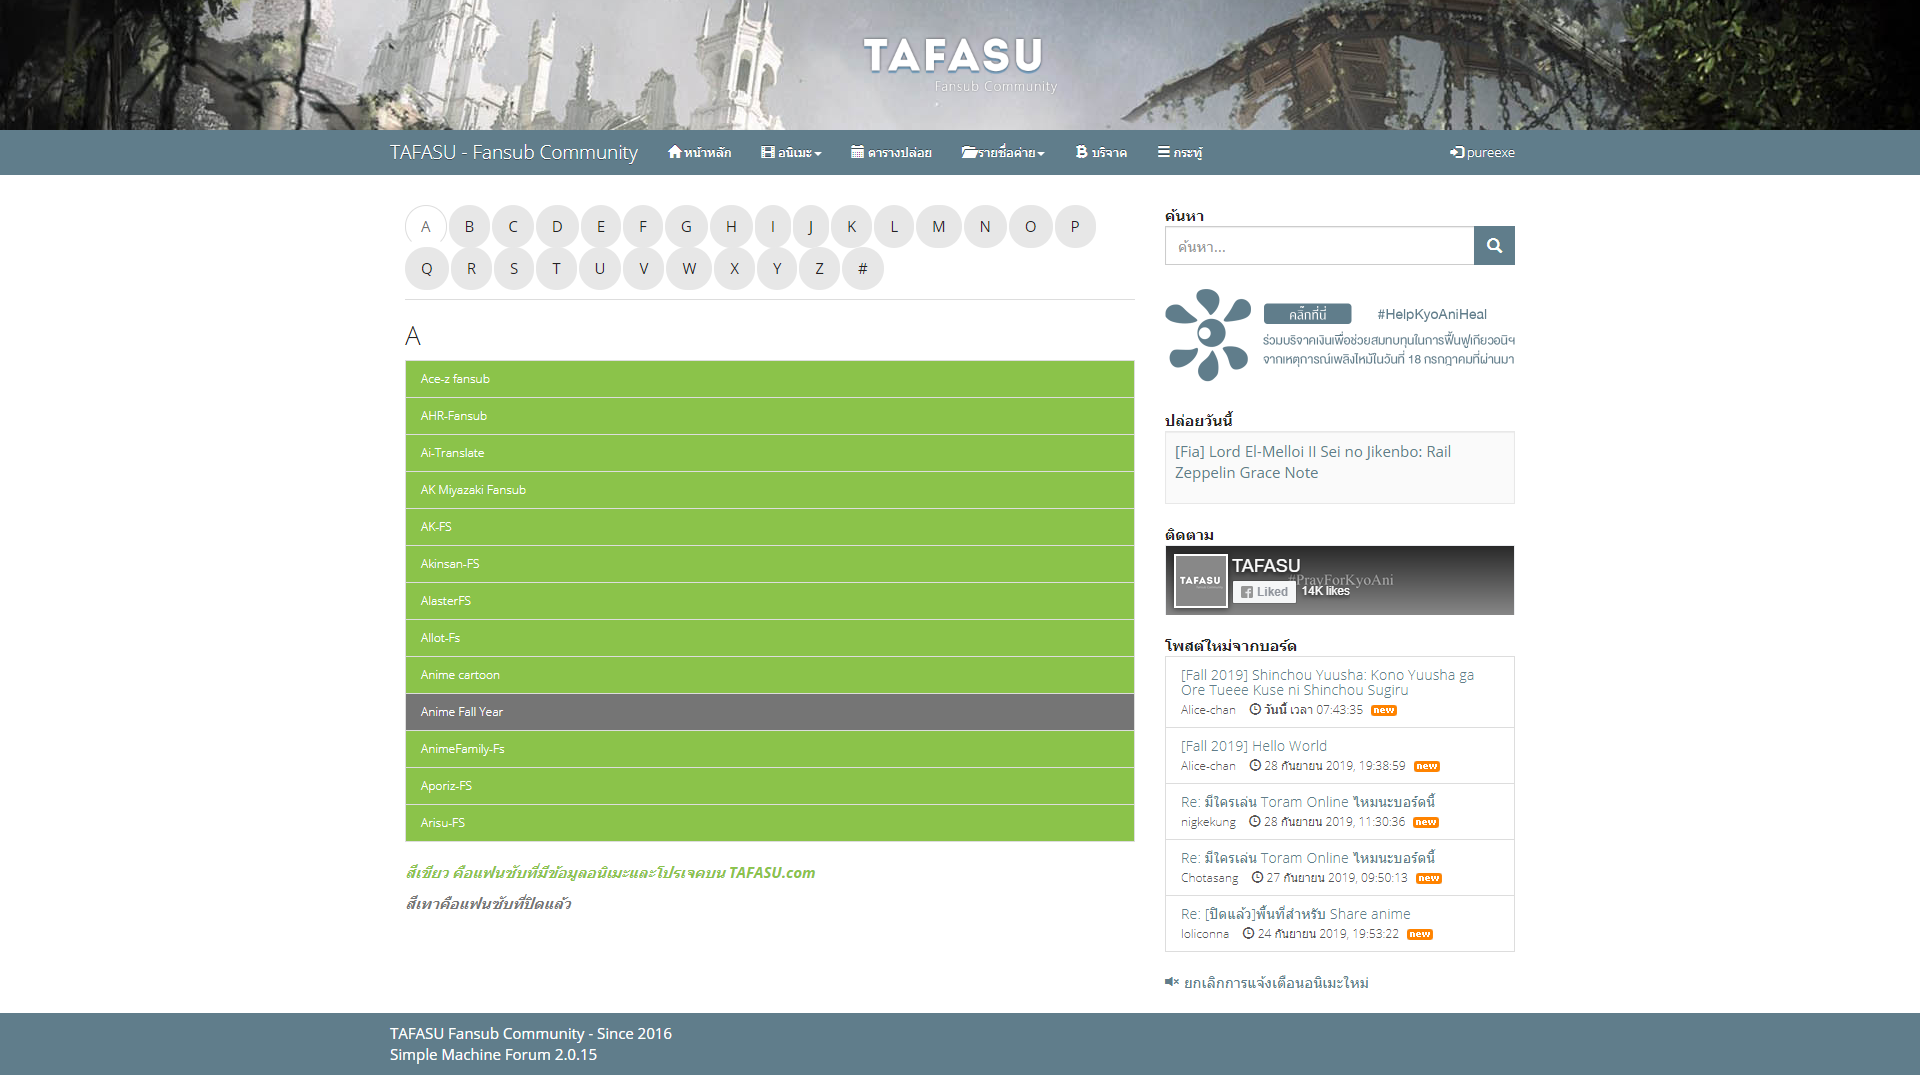 TAFASU
Fansub Community
TAFASU - Fansub Community
หน้าหลัก
อนิเมะ
ตารางปล่อย
รายชื่อค่าย
บริจาค
กระทู้
pureexe
A B C D E F G H I J K L M N O P
Q R S T U V W X Y Z #
A
Ace-z fansub
AHR-Fansub
Ai-Translate
AK Miyazaki Fansub
AK-FS
Akinsan-FS
AlasterFS
Allot-Fs
Anime cartoon
Anime Fall Year
AnimeFamily-Fs
Aporiz-FS
Arisu-FS
สีเขียว คือแฟนซับที่มีข้อมูลอนิเมะและโปรเจคบน TAFASU.com
สีเทาคือแฟนซับที่ปิดแล้ว
ค้นหา
ค้นหา...
คลิ๊กที่นี่ #HelpKyoAniHeal
ร่วมบริจาคเงินเพื่อช่วยสมทบทุนในการฟื้นฟูเกียวอนิฯ
จากเหตุการณ์เพลิงไหม้ในวันที่ 18 กรกฎาคมที่ผ่านมา
ปล่อยวันนี้
[Fia] Lord El-Melloi II Sei no Jikenbo: Rail
Zeppelin Grace Note
ติดตาม
TAFASU
TAFASU
#PrayForKyoAni
Liked
14K likes
โพสต์ใหม่จากบอร์ด
[Fall 2019] Shinchou Yuusha: Kono Yuusha ga
Ore Tueee Kuse ni Shinchou Sugiru
Alice-chan วันนี้ เวลา 07:43:35 new
[Fall 2019] Hello World
Alice-chan 28 กันยายน 2019, 19:38:59 new
Re: มีใครเล่น Toram Online ไหมนะบอร์ดนี้
nigkekung 28 กันยายน 2019, 11:30:36 new
Re: มีใครเล่น Toram Online ไหมนะบอร์ดนี้
Chotasang 27 กันยายน 2019, 09:50:13 new
Re: [ปิดแล้ว]พื้นที่สำหรับ Share anime
loliconna 24 กันยายน 2019, 19:53:22 new
ยกเลิกการแจ้งเตือนอนิเมะใหม่
TAFASU Fansub Community - Since 2016
Simple Machine Forum 2.0.15